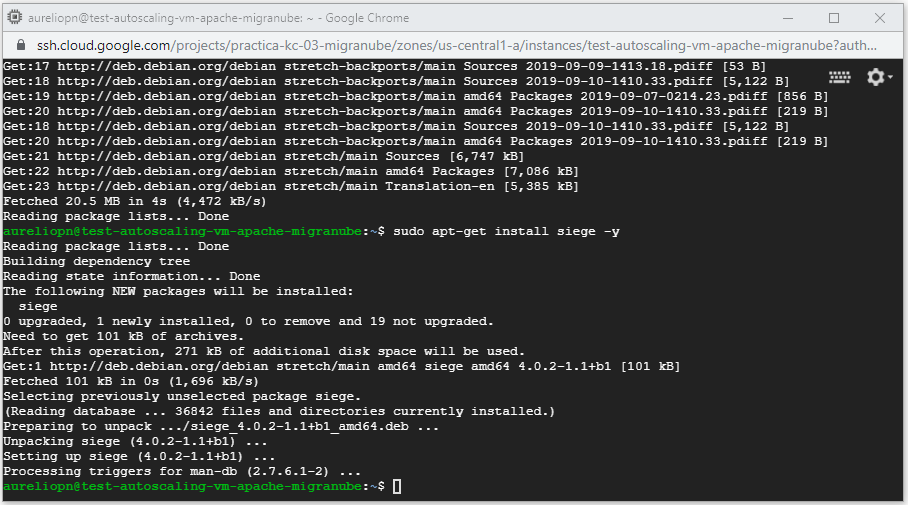 aureliopn@test-autoscaling-vm-apache-migranube: ~ - Google Chrome
ssh.cloud.google.com/projects/practica-kc-03-migranube/zones/us-central1-a/instances/test-autoscaling-vm-apache-migranube?auth...
Get:17 http://deb.debian.org/debian stretch-backports/main Sources 2019-09-09-1413.18.pdiff [53 B]
Get:18 http://deb.debian.org/debian stretch-backports/main Sources 2019-09-10-1410.33.pdiff [5,122 B]
Get:19 http://deb.debian.org/debian stretch-backports/main amd64 Packages 2019-09-07-0214.23.pdiff [856 B]
Get:20 http://deb.debian.org/debian stretch-backports/main amd64 Packages 2019-09-10-1410.33.pdiff [219 B]
Get:18 http://deb.debian.org/debian stretch-backports/main Sources 2019-09-10-1410.33.pdiff [5,122 B]
Get:20 http://deb.debian.org/debian stretch-backports/main amd64 Packages 2019-09-10-1410.33.pdiff [219 B]
Get:21 http://deb.debian.org/debian stretch/main Sources [6,747 kB]
Get:22 http://deb.debian.org/debian stretch/main amd64 Packages [7,086 kB]
Get:23 http://deb.debian.org/debian stretch/main Translation-en [5,385 kB]
Fetched 20.5 MB in 4s (4,472 kB/s)
Reading package lists... Done
aureliopn@test-autoscaling-vm-apache-migranube:~$ sudo apt-get install siege -y
Reading package lists... Done
Building dependency tree
Reading state information... Done
The following NEW packages will be installed:
  siege
0 upgraded, 1 newly installed, 0 to remove and 19 not upgraded.
Need to get 101 kB of archives.
After this operation, 271 kB of additional disk space will be used.
Get:1 http://deb.debian.org/debian stretch/main amd64 siege amd64 4.0.2-1.1+b1 [101 kB]
Fetched 101 kB in 0s (1,696 kB/s)
Selecting previously unselected package siege.
(Reading database ... 36842 files and directories currently installed.)
Preparing to unpack .../siege_4.0.2-1.1+b1_amd64.deb ...
Unpacking siege (4.0.2-1.1+b1) ...
Setting up siege (4.0.2-1.1+b1) ...
Processing triggers for man-db (2.7.6.1-2) ...
aureliopn@test-autoscaling-vm-apache-migranube:~$